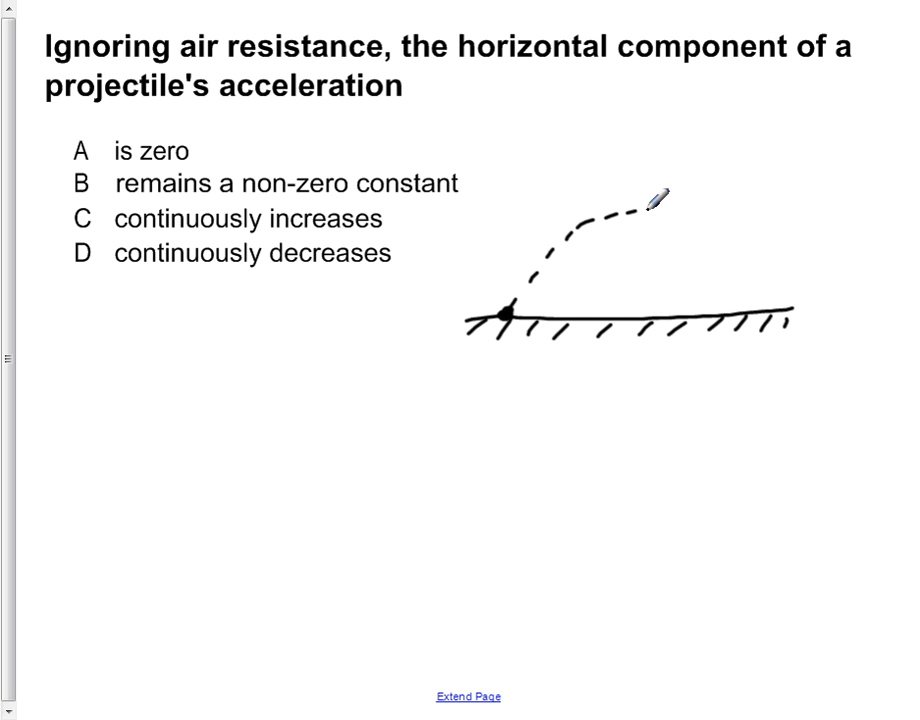 Ignoring air resistance, the horizontal component of a
projectile's acceleration
A is zero
B remains a non-zero constant
C continuously increases
D continuously decreases
Extend Page